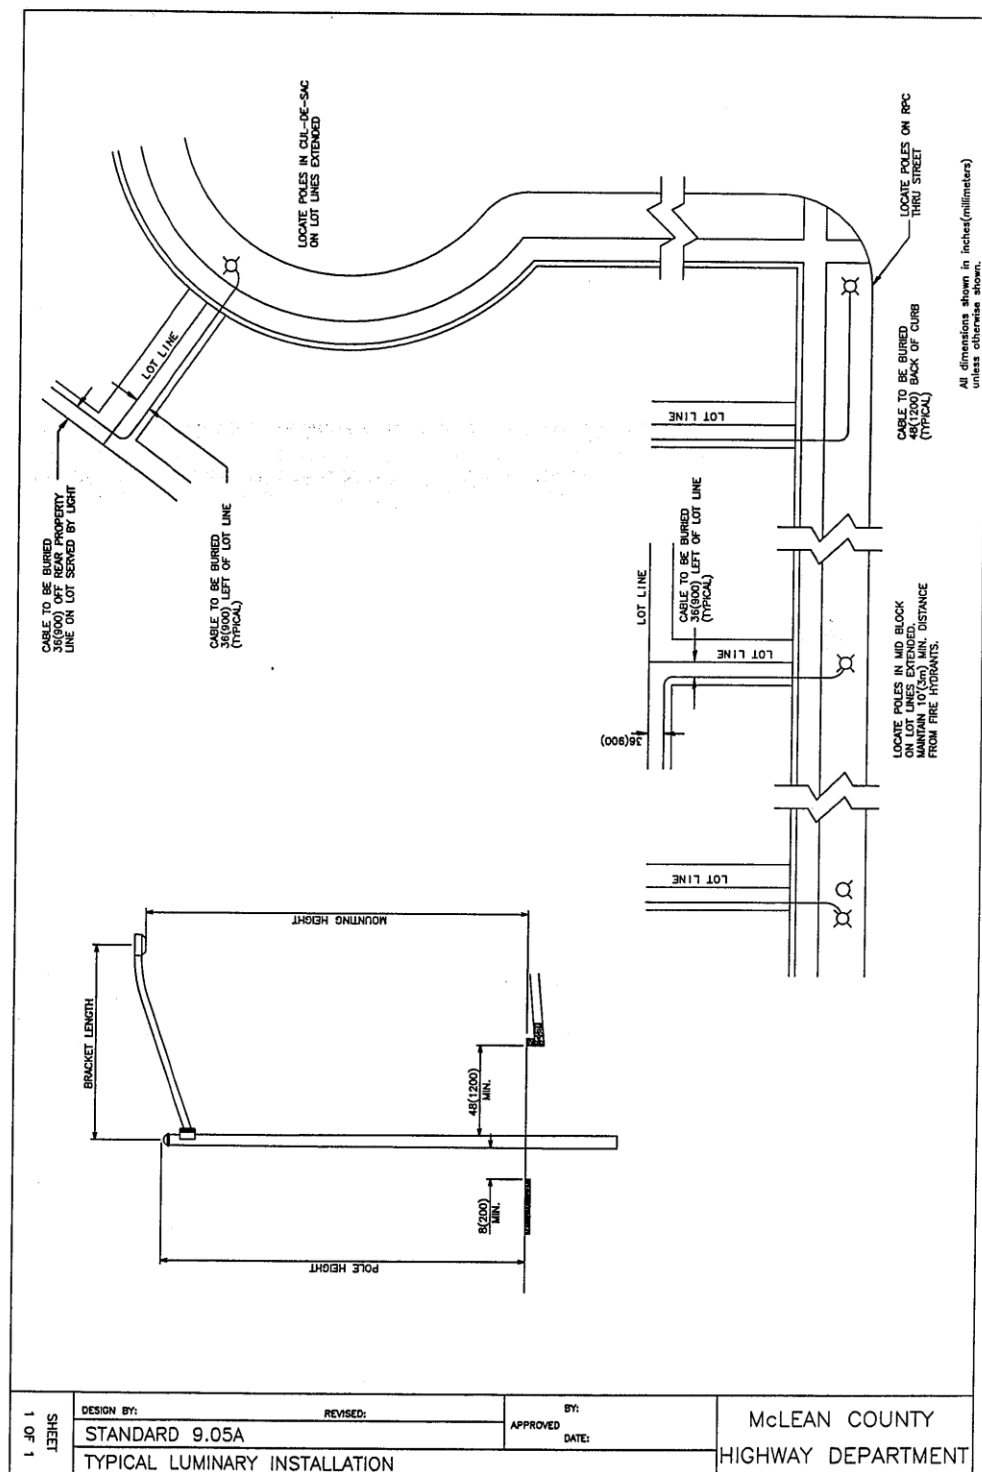 LOCATE POLES IN CUL-DE-SAC
ON LOT LINES EXTENDED
LOCATE POLES ON RPC
THRU STREET
All dimensions shown in inches(millimeters)
unless otherwise shown.
LOT LINE
CABLE TO BE BURIED
36(900) OFF REAR PROPERTY
LINE ON LOT SERVED BY LIGHT
CABLE TO BE BURIED
36(900) LEFT OF LOT LINE
(TYPICAL)
LOT LINE
CABLE TO BE BURIED
48(1200) BACK OF CURB
(TYPICAL)
LOT LINE
CABLE TO BE BURIED
36(900) LEFT OF LOT LINE
(TYPICAL)
LOT LINE
36(900)
LOCATE POLES IN MID BLOCK
ON LOT LINES EXTENDED.
MAINTAIN 10'(3m) MIN. DISTANCE
FROM FIRE HYDRANTS.
LOT LINE
MOUNTING HEIGHT
BRACKET LENGTH
48(1200)
MIN.
8(200)
MIN.
POLE HEIGHT
SHEET
1 OF 1
DESIGN BY:
REVISED:
STANDARD 9.05A
TYPICAL LUMINARY INSTALLATION
BY:
APPROVED
DATE:
McLEAN COUNTY
HIGHWAY DEPARTMENT